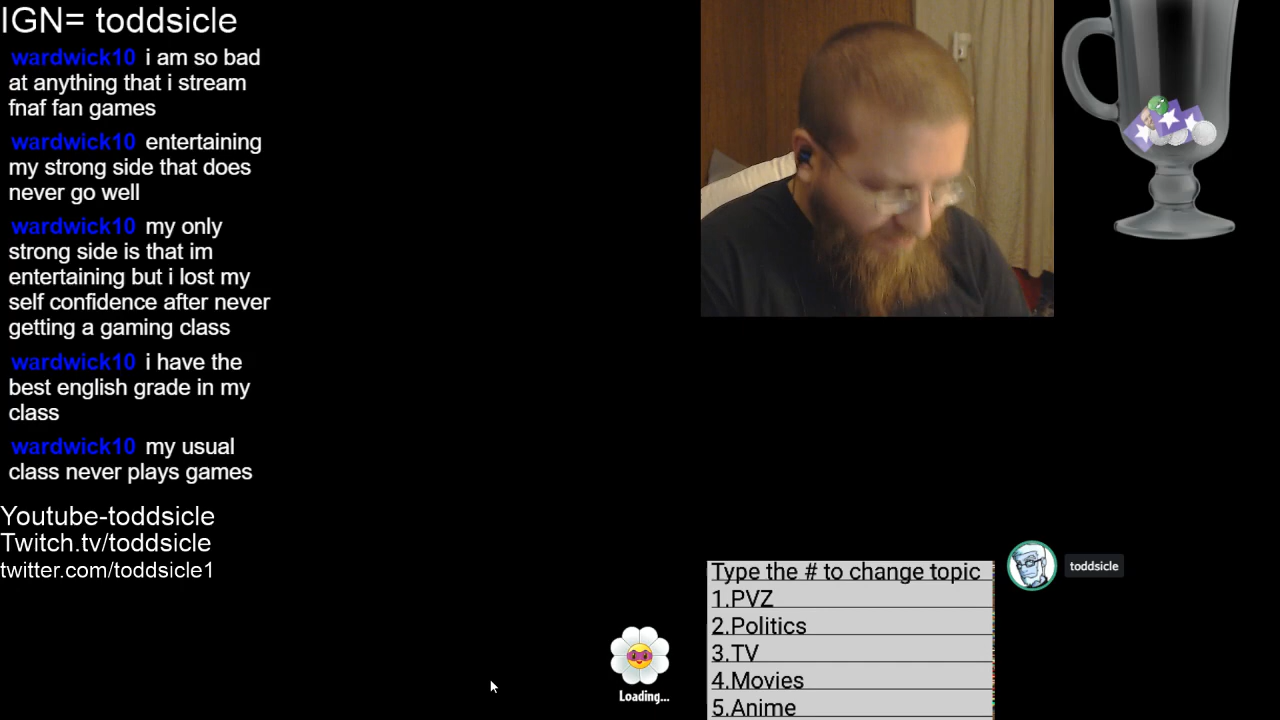 IGN= toddsicle
wardwick10 i am so bad
at anything that i stream
fnaf fan games
wardwick10 entertaining
my strong side that does
never go well
wardwick10 my only
strong side is that im
entertaining but i lost my
self confidence after never
getting a gaming class
wardwick10 i have the
best english grade in my
class
wardwick10 my usual
class never plays games
Youtube-toddsicle
Twitch.tv/toddsicle
twitter.com/toddsicle1
Loading...
Type the # to change topic
1.PVZ
2.Politics
3.TV
4.Movies
5.Anime
toddsicle